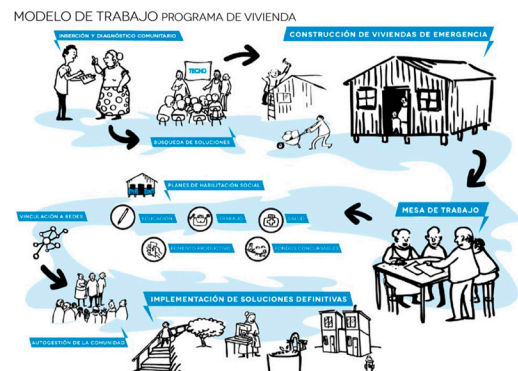 MODELO DE TRABAJO PROGRAMA DE VIVIENDA
INSERCIÓN Y DIAGNÓSTICO COMUNITARIO
CONSTRUCCIÓN DE VIVIENDAS DE EMERGENCIA
TECHO
BÚSQUEDA DE SOLUCIONES
PLANES DE HABILITACIÓN SOCIAL
VINCULACIÓN A REDES
EDUCACIÓN
TRABAJO
SALUD
MESA DE TRABAJO
FOMENTO PRODUCTIVO
FONDOS CONCURSABLES
IMPLEMENTACIÓN DE SOLUCIONES DEFINITIVAS
AUTOGESTIÓN DE LA COMUNIDAD